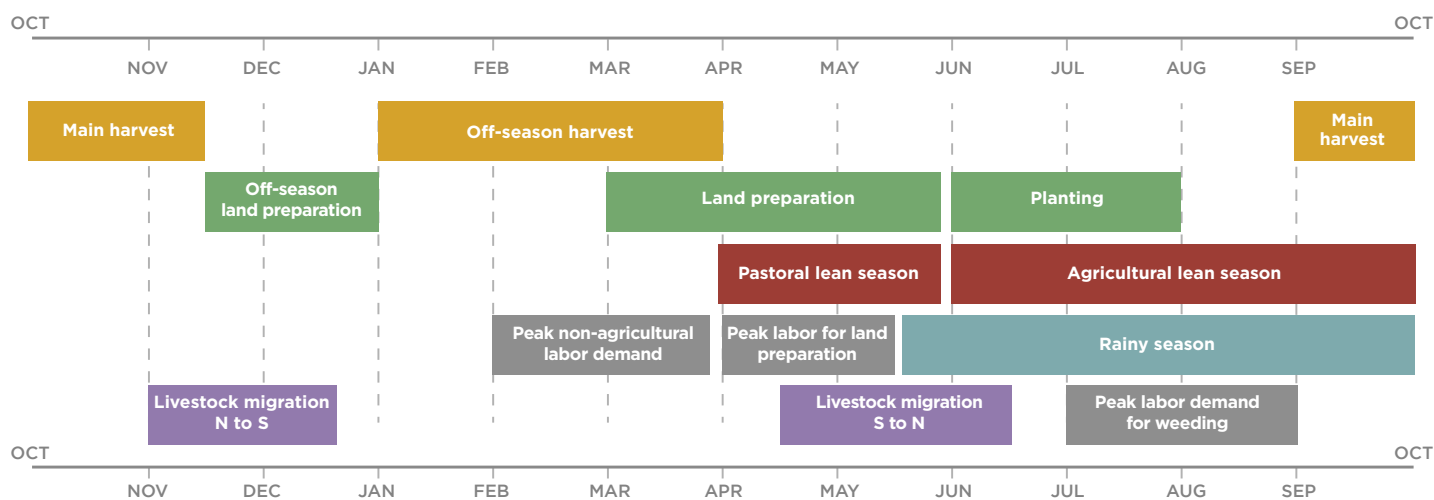 OCT OCT
NOV DEC JAN FEB MAR APR MAY JUN JUL AUG SEP
Main harvest
Off-season harvest
Main
harvest
Off-season
land preparation
Land preparation
Planting
Pastoral lean season
Agricultural lean season
Peak non-agricultural
labor demand
Peak labor for land
preparation
Rainy season
Livestock migration
N to S
Livestock migration
S to N
Peak labor demand
for weeding
OCT OCT
NOV DEC JAN FEB MAR APR MAY JUN JUL AUG SEP